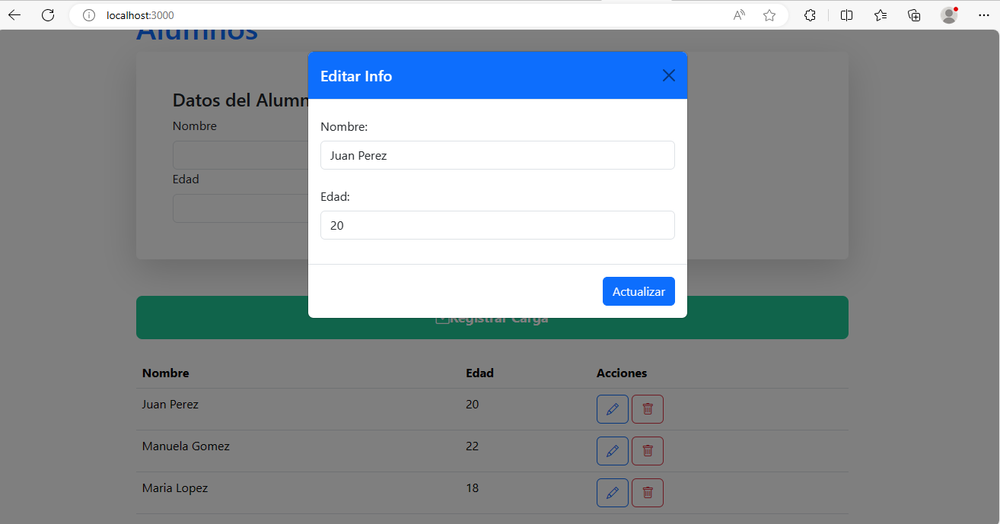 localhost:3000
Alumnos
Editar Info
Datos del Alumn
Nombre
Edad
Nombre:
Juan Perez
Edad:
20
Actualizar
Registrar Carga
Nombre Edad Acciones
Juan Perez 20
Manuela Gomez 22
Maria Lopez 18